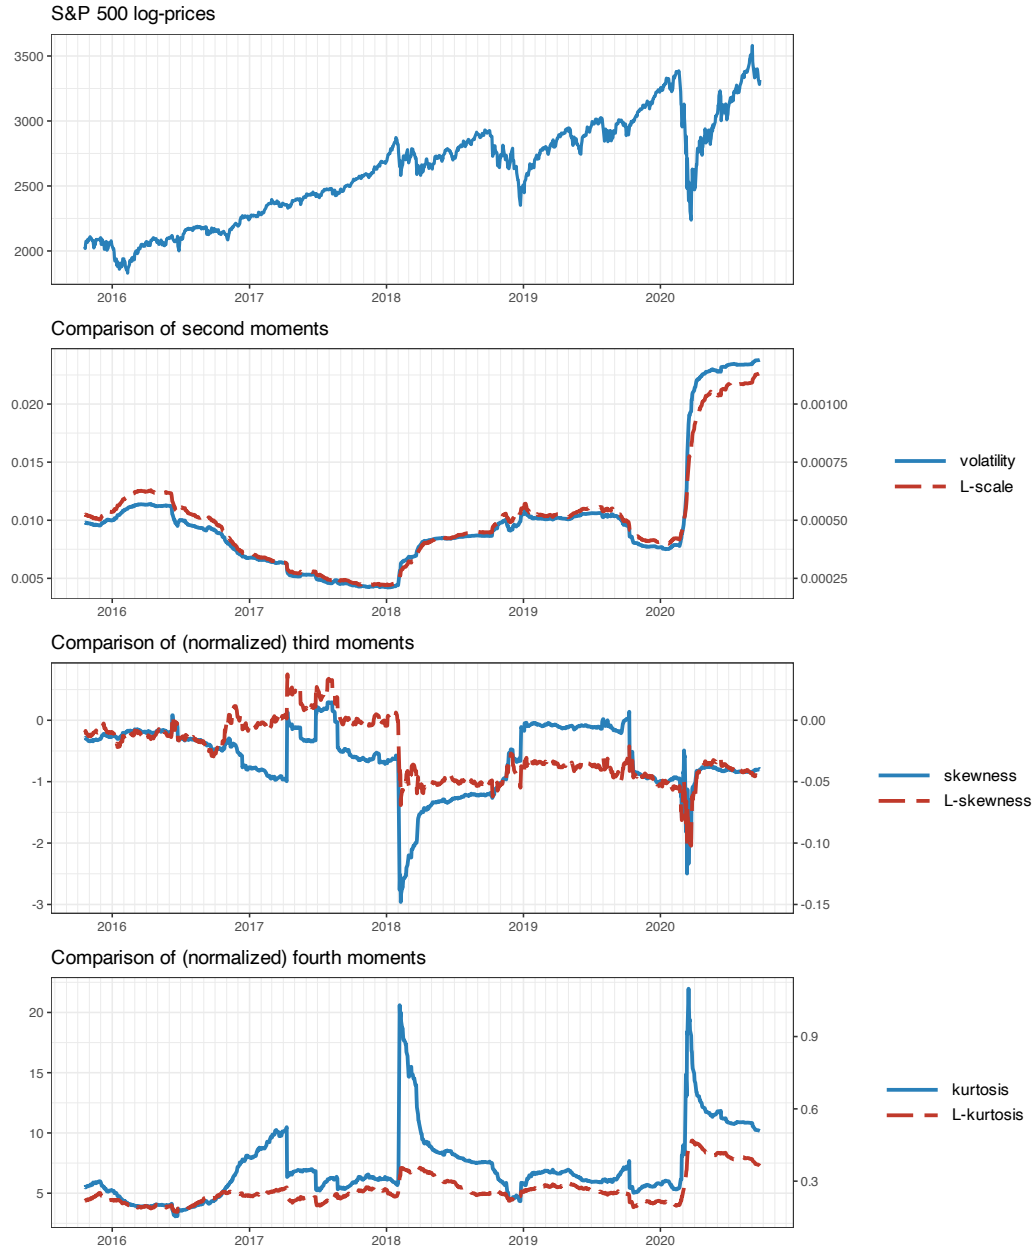 S&P 500 log-prices
3500
3000
2500
2000
2016 2017 2018 2019 2020
Comparison of second moments
0.020 0.00100
0.015 0.00075
0.010 0.00050
0.005 0.00025
2016 2017 2018 2019 2020
volatility
L-scale
Comparison of (normalized) third moments
0 0.00
-1 -0.05
-2 -0.10
-3 -0.15
2016 2017 2018 2019 2020
skewness
L-skewness
Comparison of (normalized) fourth moments
20
0.9
15
0.6
10
0.3
5
2016 2017 2018 2019 2020
kurtosis
L-kurtosis